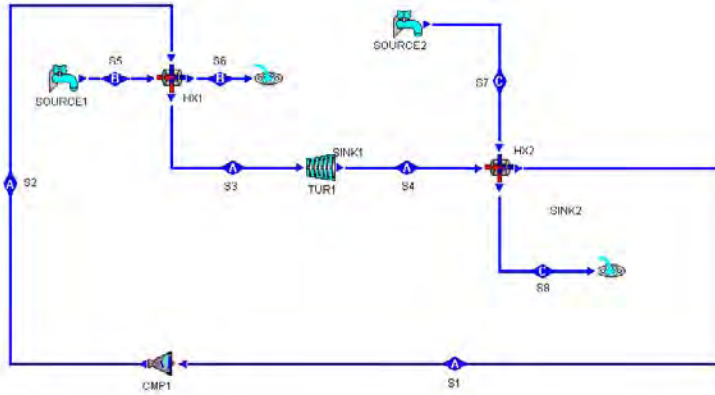 SOURCE2
S5
S6
SOURCE1
H
H
HX1
S7
C
SINK1
HX2
A
S2
A
S3
TUR1
A
S4
SINK2
C
S8
CMP1
A
S1